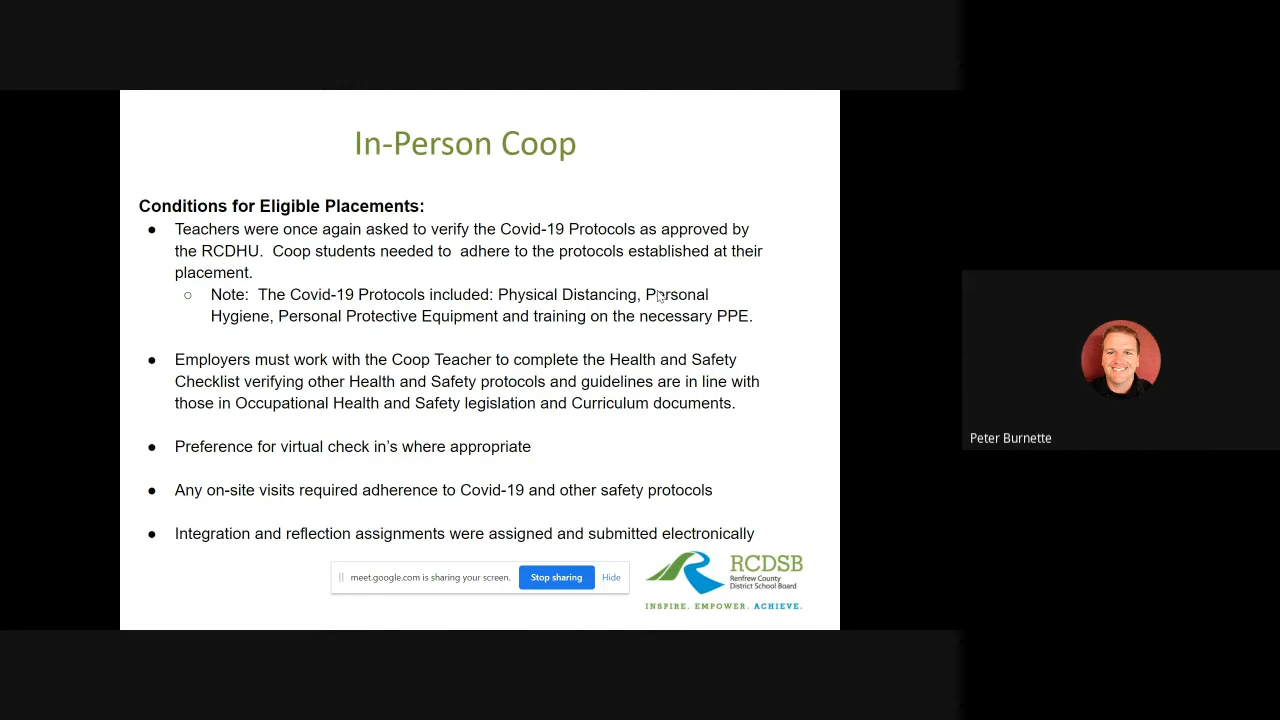 In-Person Coop
Conditions for Eligible Placements:
● Teachers were once again asked to verify the Covid-19 Protocols as approved by
the RCDHU.  Coop students needed to  adhere to the protocols established at their
placement.
○ Note:  The Covid-19 Protocols included: Physical Distancing, Personal
Hygiene, Personal Protective Equipment and training on the necessary PPE.
● Employers must work with the Coop Teacher to complete the Health and Safety
Checklist verifying other Health and Safety protocols and guidelines are in line with
those in Occupational Health and Safety legislation and Curriculum documents.
● Preference for virtual check in’s where appropriate
● Any on-site visits required adherence to Covid-19 and other safety protocols
● Integration and reflection assignments were assigned and submitted electronically
meet.google.com is sharing your screen. Stop sharing Hide
RCDSB
Renfrew County
District School Board
INSPIRE. EMPOWER. ACHIEVE.
Peter Burnette